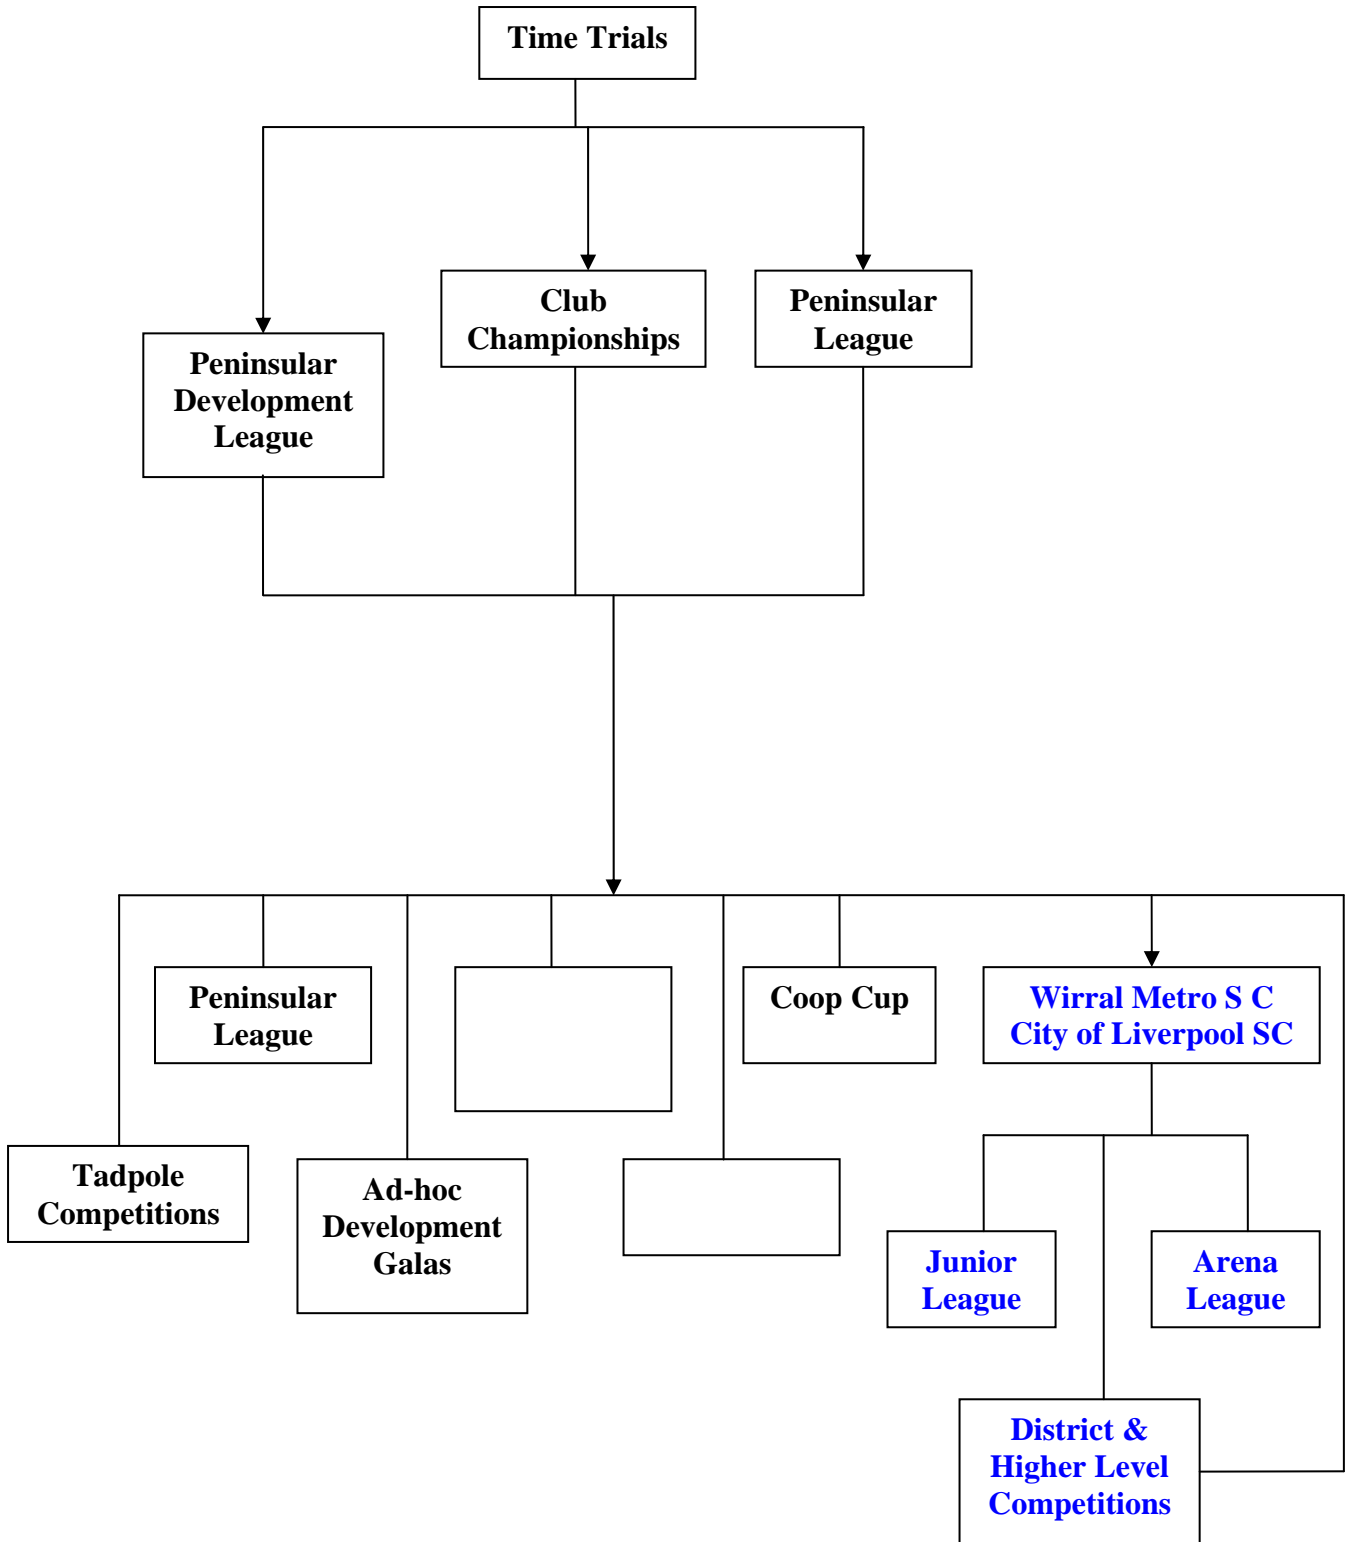 Time Trials
Club
Championships
Peninsular
League
Peninsular
Development
League
Peninsular
League
Coop Cup
Wirral Metro S C
City of Liverpool SC
Tadpole
Competitions
Ad-hoc
Development
Galas
Junior
League
Arena
League
District &
Higher Level
Competitions